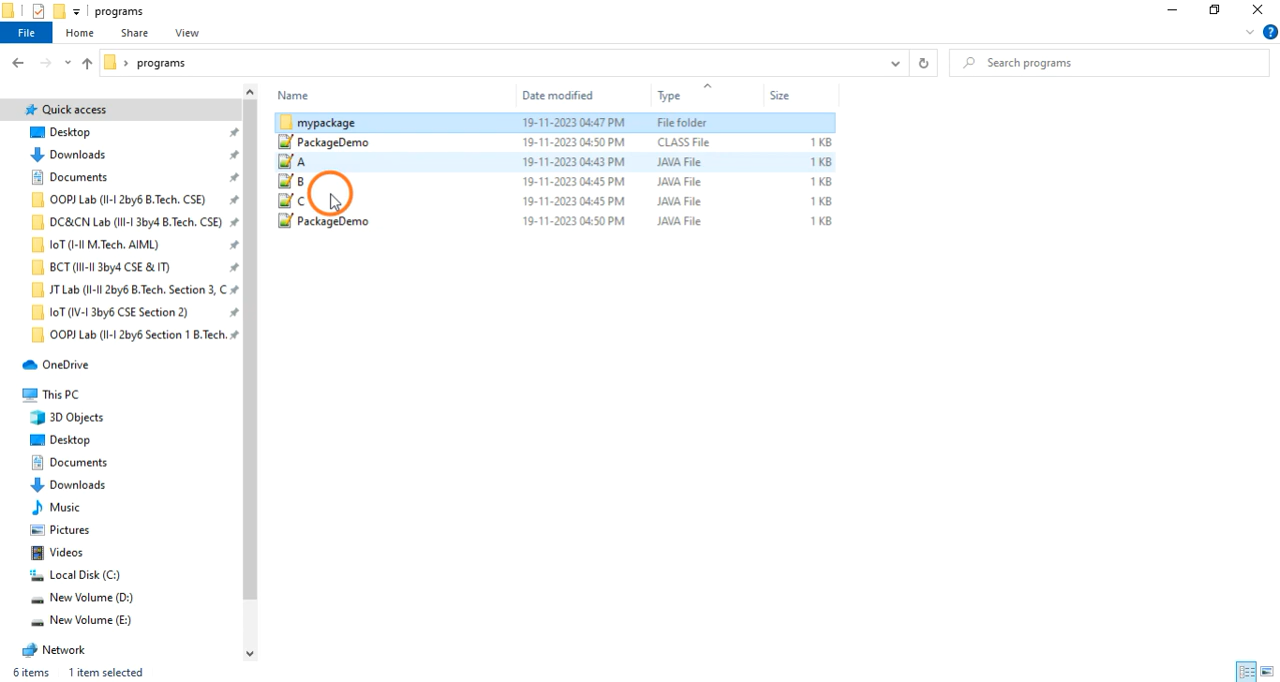 programs
File Home Share View
programs
Search programs
Name Date modified Type Size
mypackage 19-11-2023 04:47 PM File folder
PackageDemo 19-11-2023 04:50 PM CLASS File 1 KB
A 19-11-2023 04:43 PM JAVA File 1 KB
B 19-11-2023 04:45 PM JAVA File 1 KB
C 19-11-2023 04:45 PM JAVA File 1 KB
PackageDemo 19-11-2023 04:50 PM JAVA File 1 KB
Quick access
Desktop
Downloads
Documents
OOPJ Lab (II-I 2by6 B.Tech. CSE)
DC&CN Lab (III-I 3by4 B.Tech. CSE)
IoT (I-II M.Tech. AIML)
BCT (III-II 3by4 CSE & IT)
JT Lab (II-II 2by6 B.Tech. Section 3, C
IoT (IV-I 3by6 CSE Section 2)
OOPJ Lab (II-I 2by6 Section 1 B.Tech.
OneDrive
This PC
3D Objects
Desktop
Documents
Downloads
Music
Pictures
Videos
Local Disk (C:)
New Volume (D:)
New Volume (E:)
Network
6 items 1 item selected